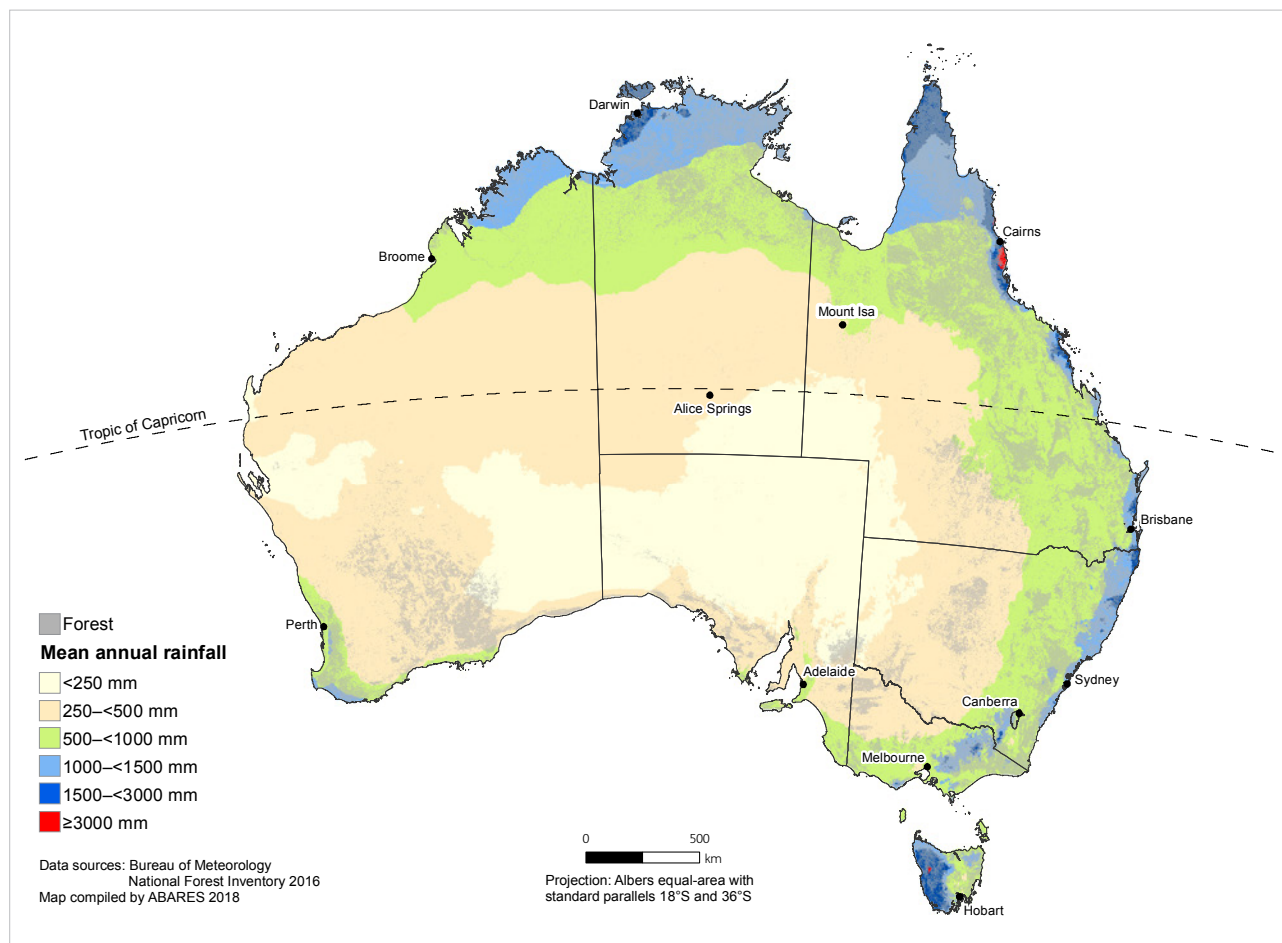 Darwin
Cairns
Broome
Mount Isa
Alice Springs
Tropic of Capricorn
Brisbane
Perth
Adelaide
Sydney
Canberra
Melbourne
Hobart
Forest
Mean annual rainfall
<250 mm
250–<500 mm
500–<1000 mm
1000–<1500 mm
1500–<3000 mm
≥3000 mm
Data sources: Bureau of Meteorology
National Forest Inventory 2016
Map compiled by ABARES 2018
0 500
km
Projection: Albers equal-area with
standard parallels 18°S and 36°S